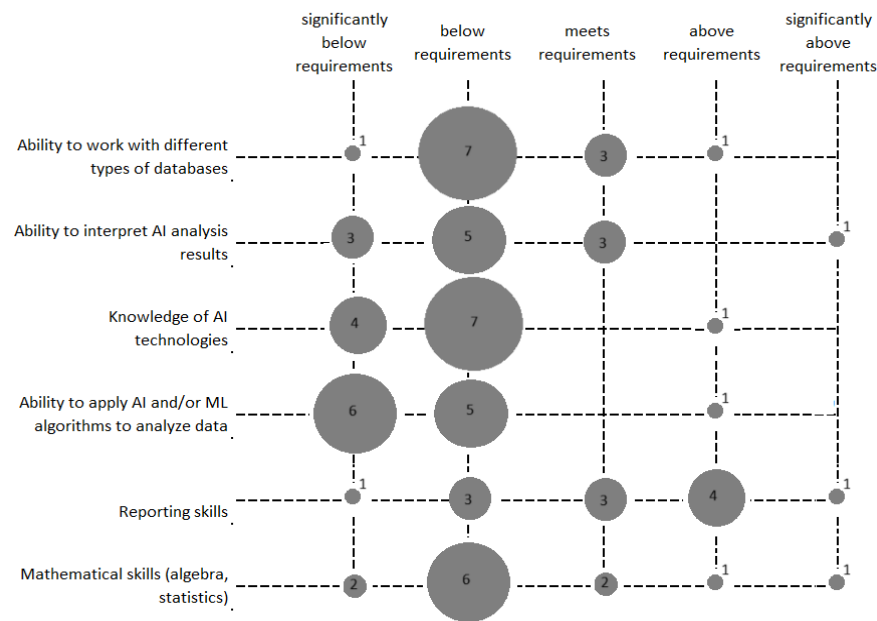 significantly
below
requirements
below
requirements
meets
requirements
above
requirements
significantly
above
requirements
Ability to work with different
types of databases
1
7
3
1
Ability to interpret AI analysis
results
3
5
3
1
Knowledge of AI
technologies
4
7
1
Ability to apply AI and/or ML
algorithms to analyze data
6
5
1
Reporting skills
1
3
3
4
1
Mathematical skills (algebra,
statistics)
2
6
2
1
1